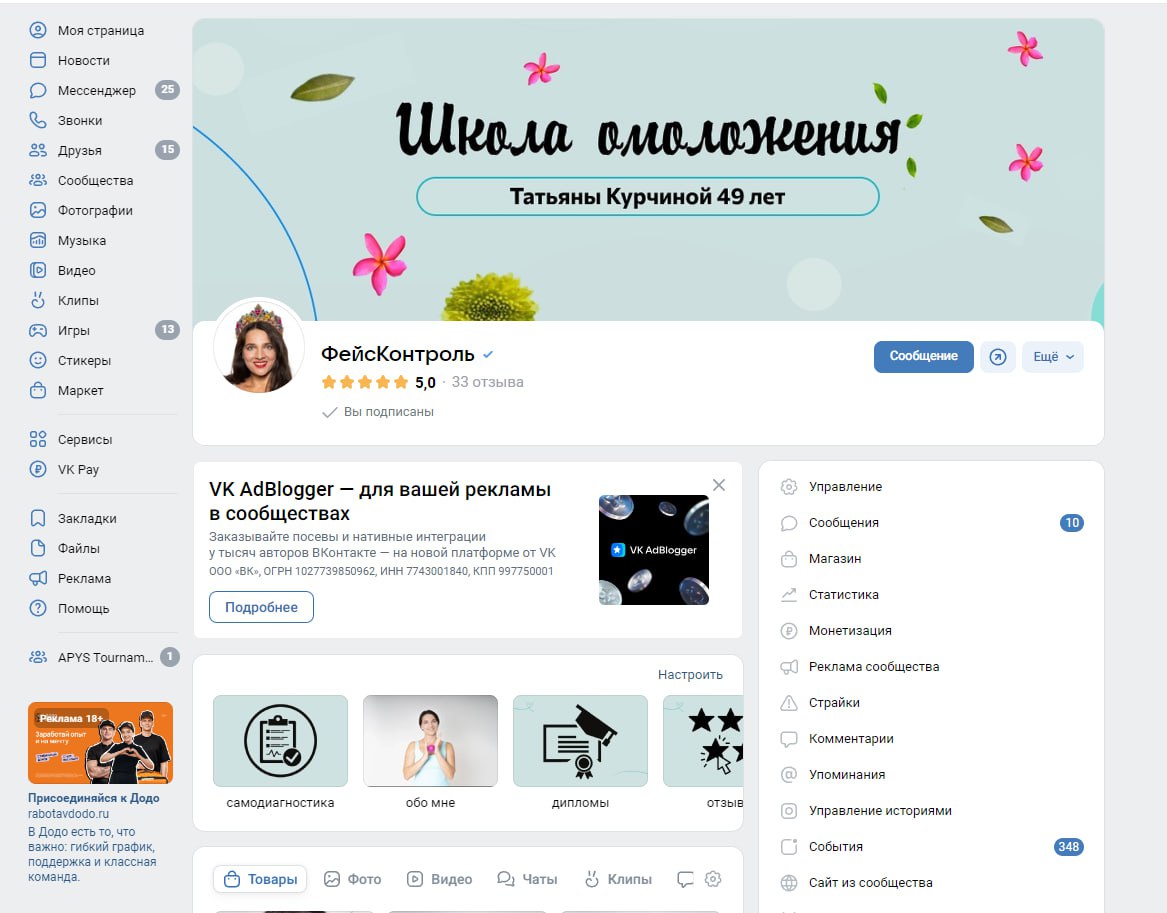 Моя страница
Новости
Мессенджер 25
Звонки
Друзья 15
Сообщества
Фотографии
Музыка
Видео
Клипы
Игры 13
Стикеры
Маркет
Сервисы
VK Pay
Закладки
Файлы
Реклама
Помощь
APYS Tournam... 1
Реклама 18+
Заработай опыт
и на мечту
Присоединяйся к Додо
rabotavdodo.ru
В Додо есть то, что
важно: гибкий график,
поддержка и классная
команда.
Школа омоложения
Татьяны Курчиной 49 лет
ФейсКонтроль
5,0 · 33 отзыва
Вы подписаны
Сообщение
Ещё
VK AdBlogger — для вашей рекламы
в сообществах
Заказывайте посевы и нативные интеграции
у тысяч авторов ВКонтакте — на новой платформе от VK
ООО «ВК», ОГРН 1027739850962, ИНН 7743001840, КПП 997750001
Подробнее
VK AdBlogger
Настроить
самодиагностика
обо мне
дипломы
отзыв
Товары
Фото
Видео
Чаты
Клипы
Управление
Сообщения 10
Магазин
Статистика
Монетизация
Реклама сообщества
Страйки
Комментарии
Упоминания
Управление историями
События 348
Сайт из сообщества